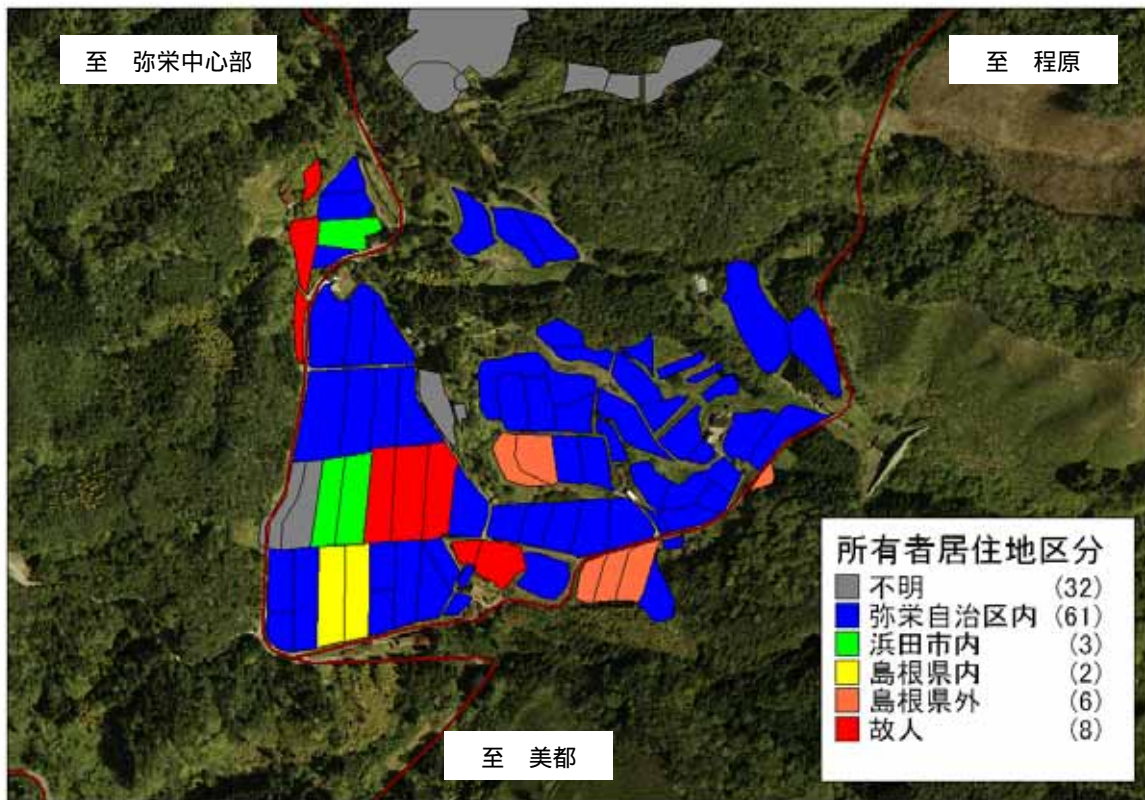 至　弥栄中心部
至　程原
所有者居住地区分
不明 (32)
弥栄自治区内 (61)
浜田市内 (3)
島根県内 (2)
島根県外 (6)
故人 (8)
至　美都